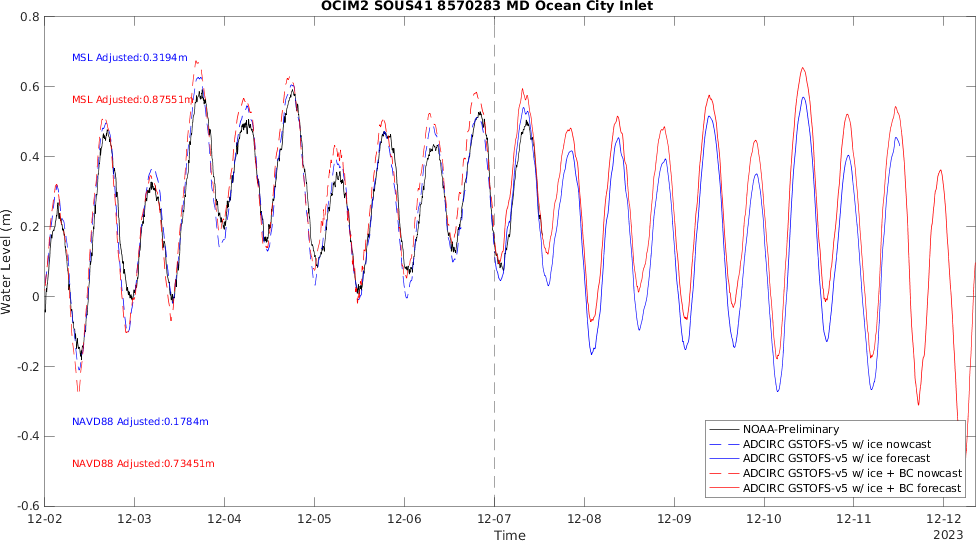 OCIM2 SOUS41 8570283 MD Ocean City Inlet
0.8
0.6
0.4
0.2
0
-0.2
-0.4
-0.6
Water Level (m)
MSL Adjusted:0.3194m
MSL Adjusted:0.87551m
NAVD88 Adjusted:0.1784m
NAVD88 Adjusted:0.73451m
NOAA-Preliminary
ADCIRC GSTOFS-v5 w/ ice nowcast
ADCIRC GSTOFS-v5 w/ ice forecast
ADCIRC GSTOFS-v5 w/ ice + BC nowcast
ADCIRC GSTOFS-v5 w/ ice + BC forecast
12-02 12-03 12-04 12-05 12-06 12-07 12-08 12-09 12-10 12-11 12-12
Time
2023